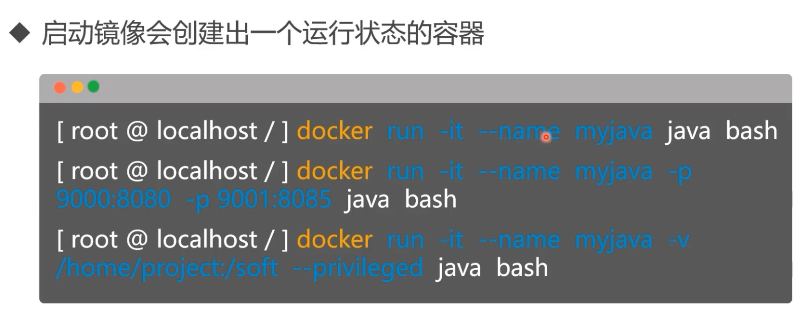 ◆ 启动镜像会创建出一个运行状态的容器
[ root @ localhost / ] docker run -it --name myjava java bash
[ root @ localhost / ] docker run -it --name myjava -p
9000:8080 -p 9001:8085 java bash
[ root @ localhost / ] docker run -it --name myjava -v
/home/project:/soft --privileged java bash